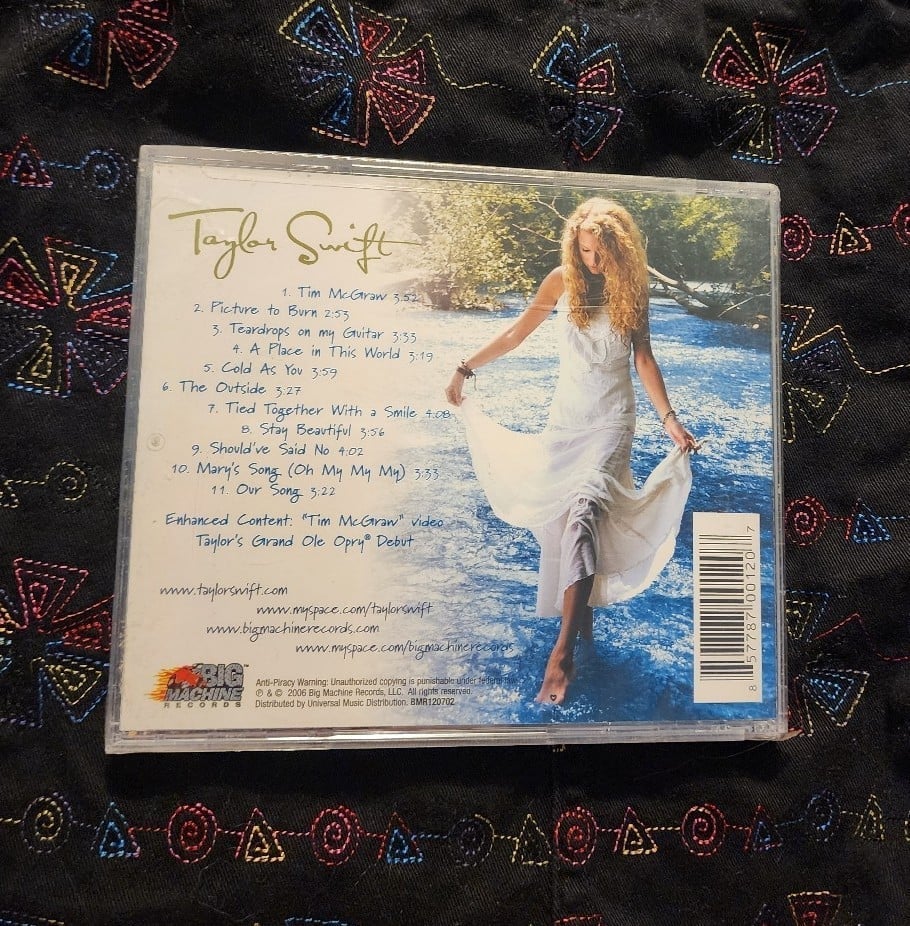 Taylor Swift
1. Tim McGraw 3:52
2. Picture to Burn 2:53
3. Teardrops on my Guitar 3:33
4. A Place in This World 3:19
5. Cold As You 3:59
6. The Outside 3:27
7. Tied Together With a Smile 4:08
8. Stay Beautiful 3:56
9. Should've Said No 4:02
10. Mary's Song (Oh My My My) 3:33
11. Our Song 3:22
Enhanced Content: "Tim McGraw" video
Taylor's Grand Ole Opry® Debut
www.taylorswift.com
www.myspace.com/taylorswift
www.bigmachinerecords.com
www.myspace.com/bigmachinerecords
BIG™
MACHINE
RECORDS
Anti-Piracy Warning: Unauthorized copying is punishable under federal law.
℗ & © 2006 Big Machine Records, LLC. All rights reserved.
Distributed by Universal Music Distribution. BMR120702
8 57787 00120 7